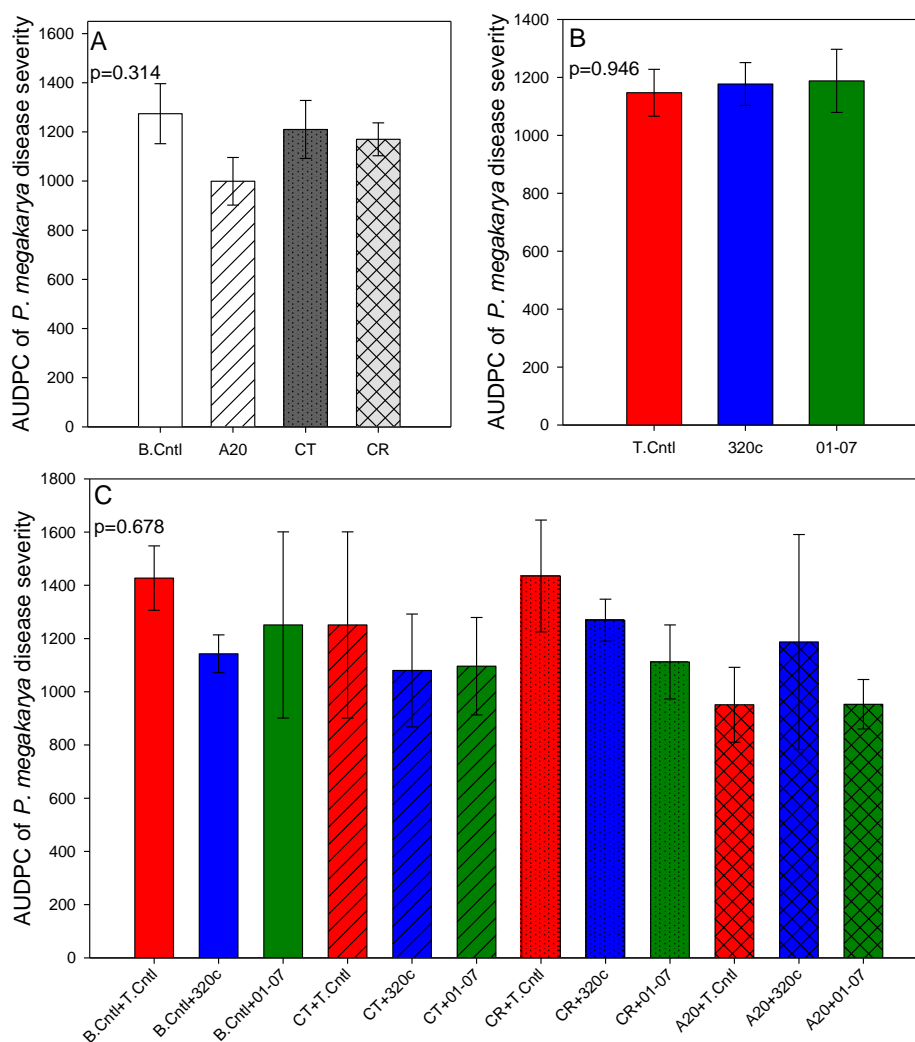 A
p=0.314
AUDPC of P. megakarya disease severity
1600
1400
1200
1000
800
600
400
200
0
B.Cntl A20 CT CR
B
p=0.946
AUDPC of P. megakarya disease severity
1400
1200
1000
800
600
400
200
0
T.Cntl 320c 01-07
C
p=0.678
AUDPC of P. megakarya disease severity
1800
1600
1400
1200
1000
800
600
400
200
0
B.Cntl+T.Cntl
B.Cntl+320c
B.Cntl+01-07
CT+T.Cntl
CT+320c
CT+01-07
CR+T.Cntl
CR+320c
CR+01-07
A20+T.Cntl
A20+320c
A20+01-07